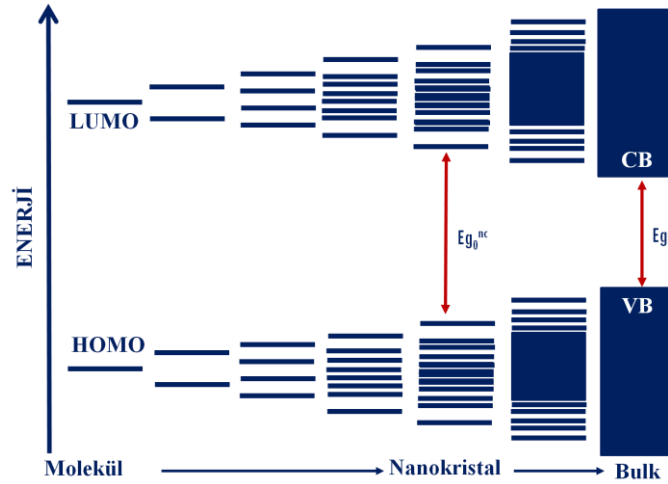 ENERJİ
LUMO
CB
Eg₀ⁿᶜ
Eg
VB
HOMO
Molekül
Nanokristal
Bulk